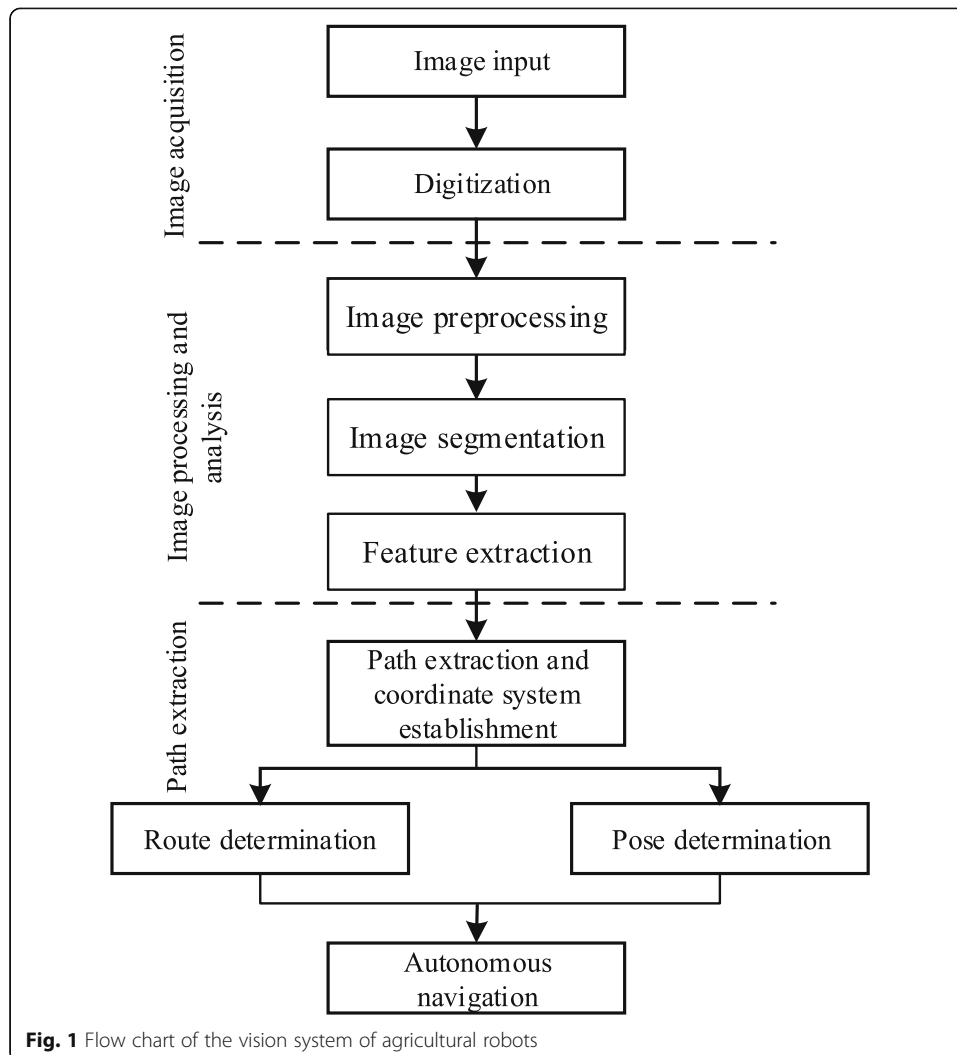 Image acquisition
Image input
Digitization
Image processing and
analysis
Image preprocessing
Image segmentation
Feature extraction
Path extraction
Path extraction and
coordinate system
establishment
Route determination
Pose determination
Autonomous
navigation
Fig. 1 Flow chart of the vision system of agricultural robots